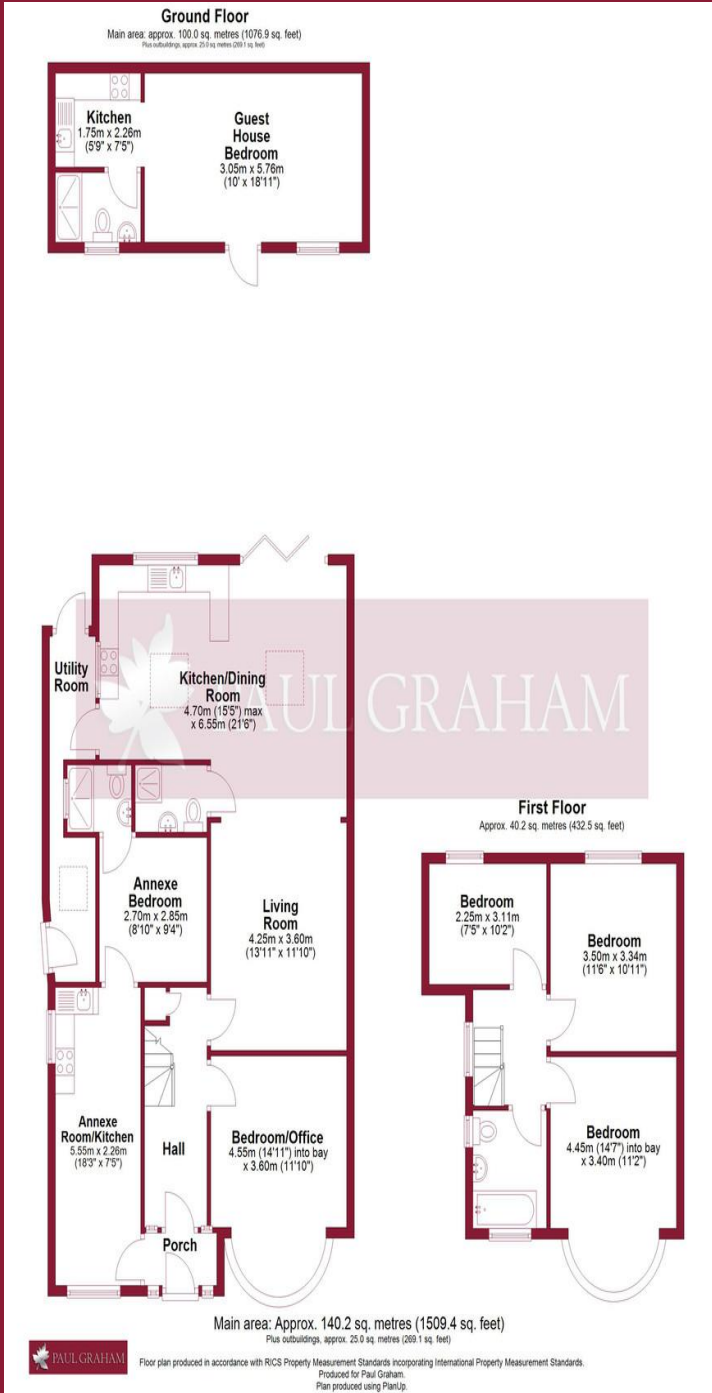 Ground Floor
Main area: approx. 100.0 sq. metres (1076.9 sq. feet)
Plus outbuildings, approx. 25.0 sq. metres (269.1 sq. feet)
Kitchen
1.75m x 2.26m
(5'9" x 7'5")
Guest
House
Bedroom
3.05m x 5.76m
(10' x 18'11")
Utility
Room
Kitchen/Dining
Room
4.70m (15'5") max
x 6.55m (21'6")
PAUL GRAHAM
First Floor
Approx. 40.2 sq. metres (432.5 sq. feet)
Annexe
Bedroom
2.70m x 2.85m
(8'10" x 9'4")
Living
Room
4.25m x 3.60m
(13'11" x 11'10")
Bedroom
2.25m x 3.11m
(7'5" x 10'2")
Bedroom
3.50m x 3.34m
(11'6" x 10'11")
Annexe
Room/Kitchen
5.55m x 2.26m
(18'3" x 7'5")
Hall
Bedroom/Office
4.55m (14'11") into bay
x 3.60m (11'10")
Bedroom
4.45m (14'7") into bay
x 3.40m (11'2")
Porch
Main area: Approx. 140.2 sq. metres (1509.4 sq. feet)
Plus outbuildings, approx. 25.0 sq. metres (269.1 sq. feet)
PAUL GRAHAM
Floor plan produced in accordance with RICS Property Measurement Standards incorporating International Property Measurement Standards.
Produced for Paul Graham.
Plan produced using PlanUp.